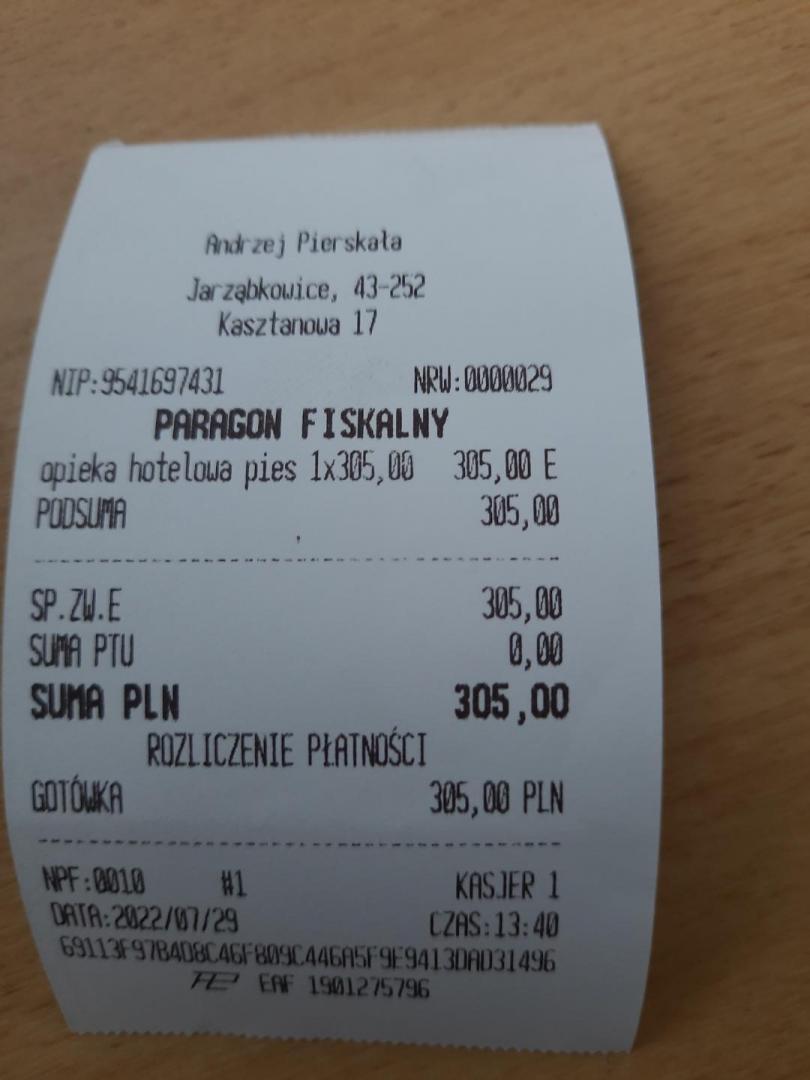 Andrzej Pierskała
Jarząbkowice, 43-252
Kasztanowa 17
NIP:9541697431 NRW:0000029
PARAGON FISKALNY
opieka hotelowa pies 1x305,00 305,00 E
PODSUMA 305,00
SP.ZW.E 305,00
SUMA PTU 0,00
SUMA PLN 305,00
ROZLICZENIE PŁATNOŚCI
GOTÓWKA 305,00 PLN
NPF:0010 #1 KASJER 1
DATA:2022/07/29 CZAS:13:40
69113F97B4D8C46F809C446A5F9E9413DAD31496
EAF 1901275796